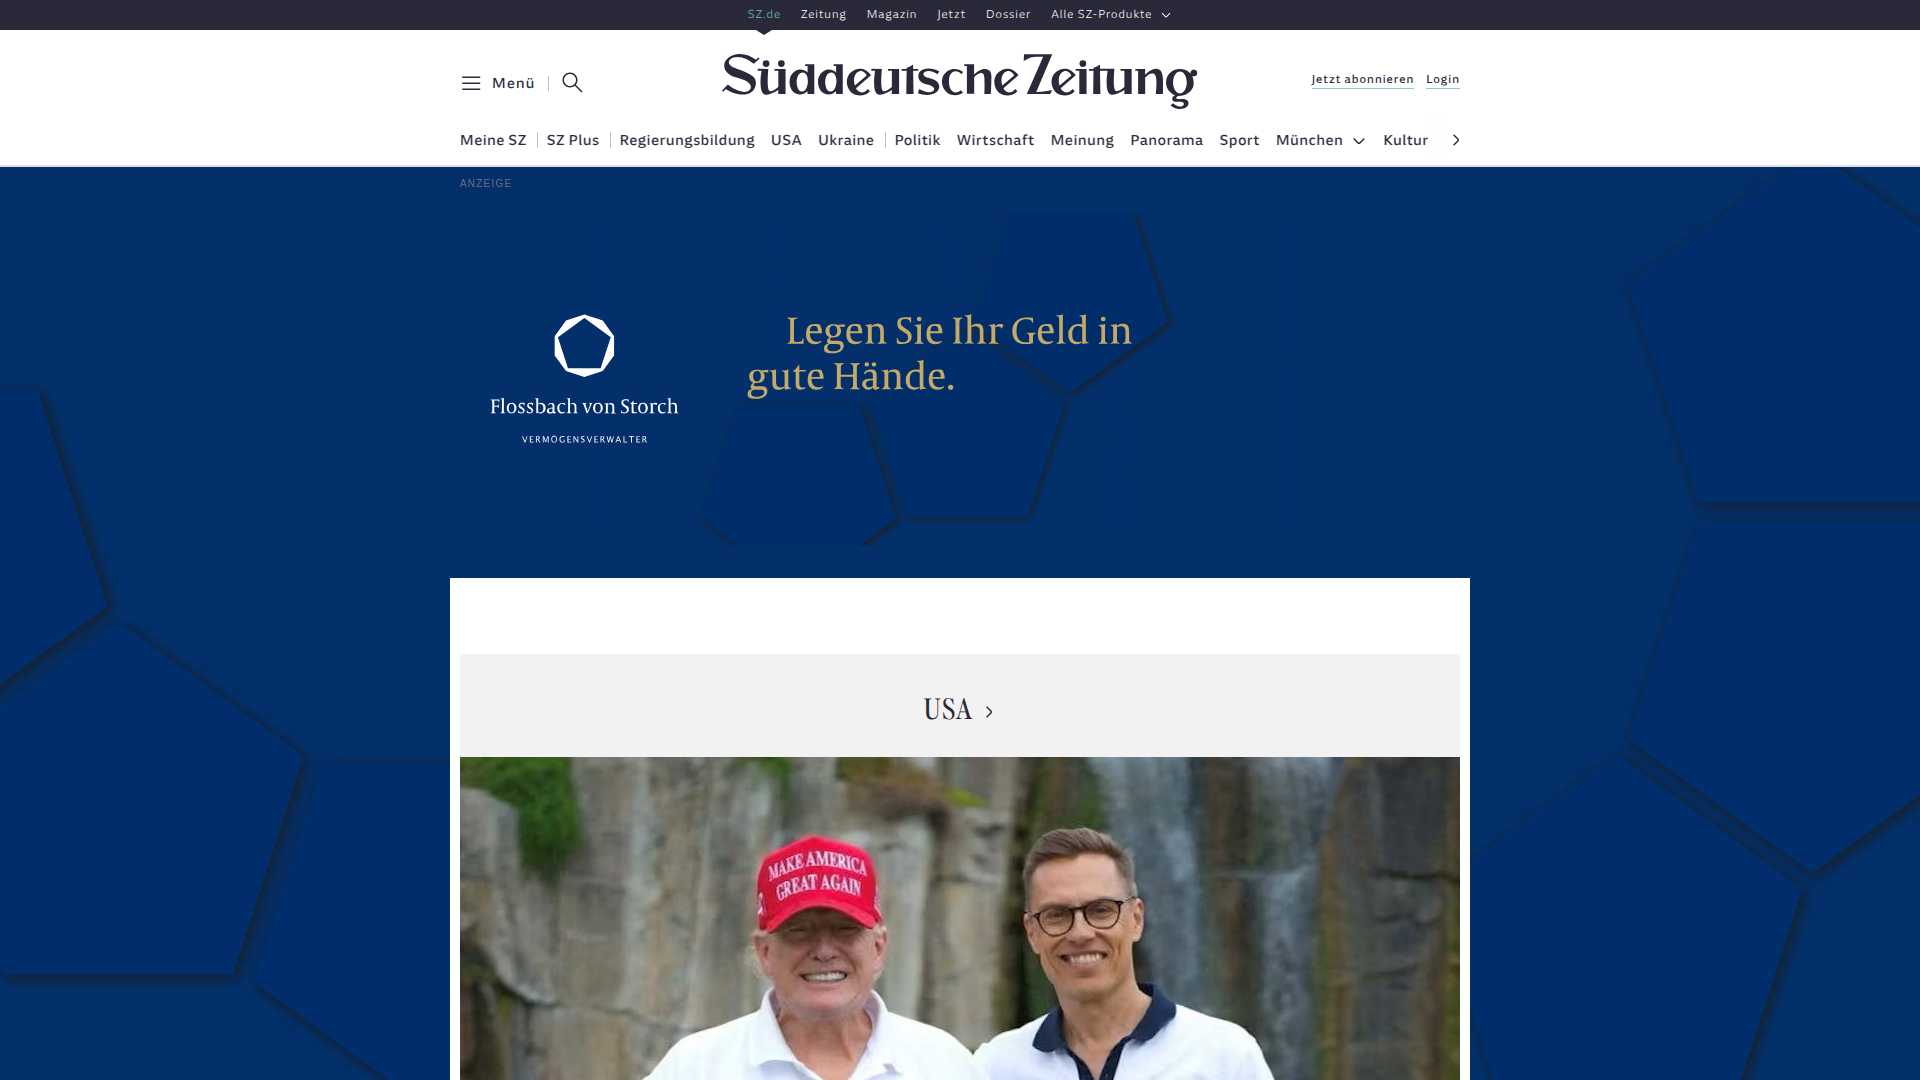 SZ.de Zeitung Magazin Jetzt Dossier Alle SZ-Produkte
Menü
Süddeutsche Zeitung
Jetzt abonnieren Login
Meine SZ SZ Plus Regierungsbildung USA Ukraine Politik Wirtschaft Meinung Panorama Sport München Kultur
ANZEIGE
Flossbach von Storch
VERMÖGENSVERWALTER
Legen Sie Ihr Geld in
gute Hände.
USA
MAKE AMERICA
GREAT AGAIN